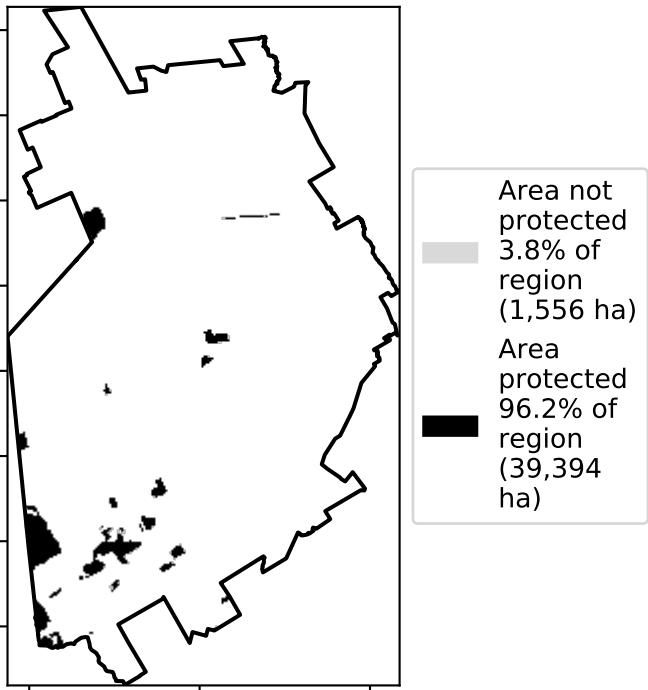 Area not
protected
3.8% of
region
(1,556 ha)
Area
protected
96.2% of
region
(39,394
ha)